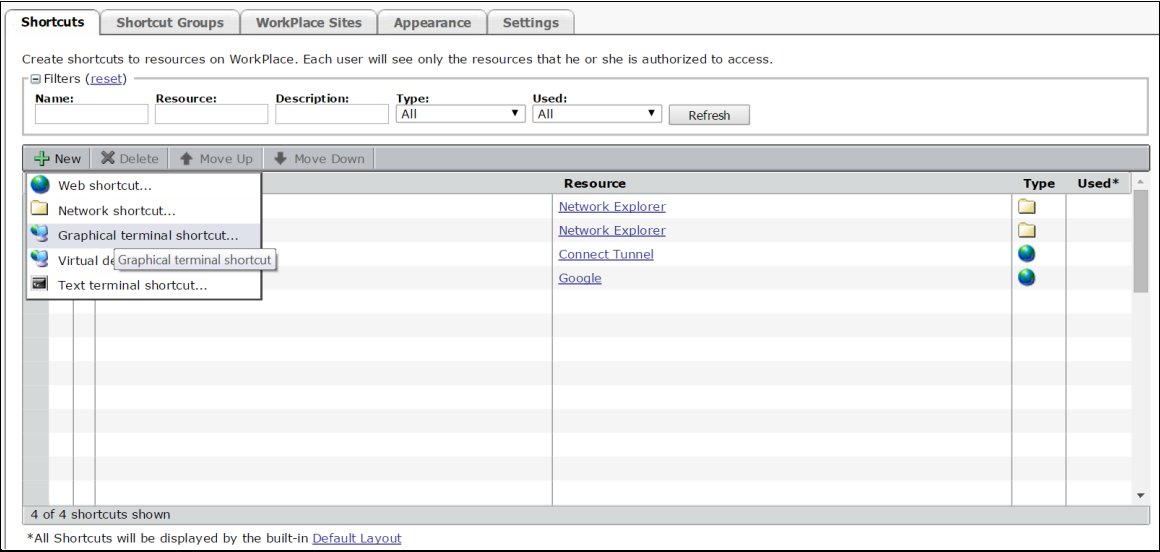 Shortcuts Shortcut Groups WorkPlace Sites Appearance Settings
Create shortcuts to resources on WorkPlace. Each user will see only the resources that he or she is authorized to access.
Filters (reset)
Name: Resource: Description: Type: Used:
All All Refresh
New Delete Move Up Move Down
Resource Type Used*
Web shortcut...
Network shortcut... Network Explorer
Graphical terminal shortcut... Network Explorer
Virtual de Graphical terminal shortcut Connect Tunnel
Text terminal shortcut... Google
4 of 4 shortcuts shown
*All Shortcuts will be displayed by the built-in Default Layout